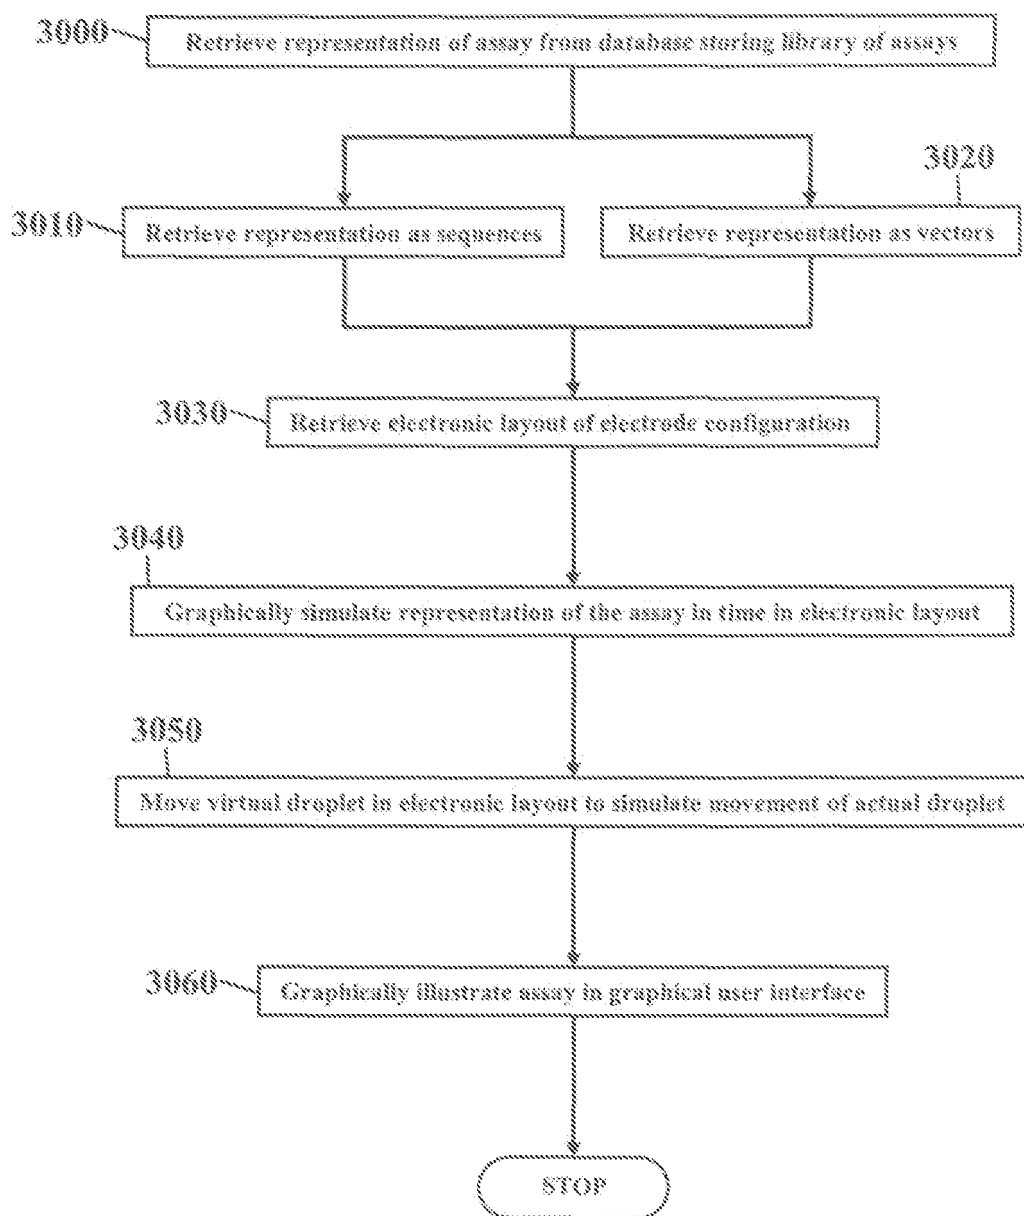 3000
Retrieve representation of assay from database storing library of assays
3020
3010
Retrieve representation as sequences
Retrieve representation as vectors
3030
Retrieve electronic layout of electrode configuration
3040
Graphically simulate representation of the assay in time in electronic layout
3050
Move virtual droplet in electronic layout to simulate movement of actual droplet
3060
Graphically illustrate assay in graphical user interface
STOP